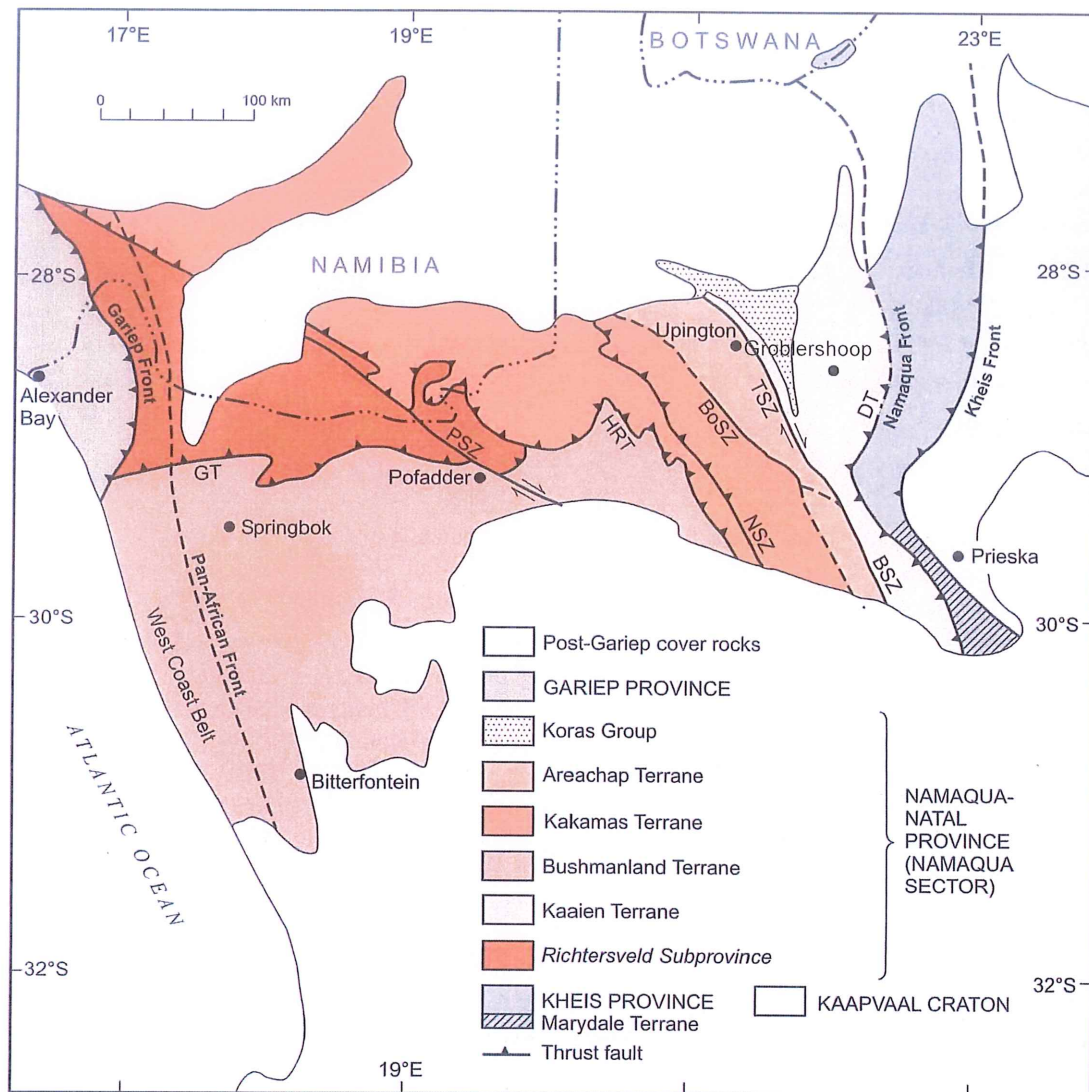 17°E
19°E
BOTSWANA
23°E
0 100 km
NAMIBIA
28°S
28°S
Gariep Front
Upington
Groblershoop
Namaqua Front
Kheis Front
Alexander
Bay
TSZ
DT
BoSZ
HRT
PSZ
GT
Pofadder
Springbok
NSZ
BSZ
Prieska
Pan-African Front
West Coast Belt
30°S
30°S
Post-Gariep cover rocks
GARIEP PROVINCE
Koras Group
Areachap Terrane
Kakamas Terrane
Bushmanland Terrane
Kaaien Terrane
Richtersveld Subprovince
KHEIS PROVINCE
Marydale Terrane
Thrust fault
NAMAQUA-
NATAL
PROVINCE
(NAMAQUA
SECTOR)
KAAPVAAL CRATON
Bitterfontein
ATLANTIC OCEAN
32°S
32°S
19°E